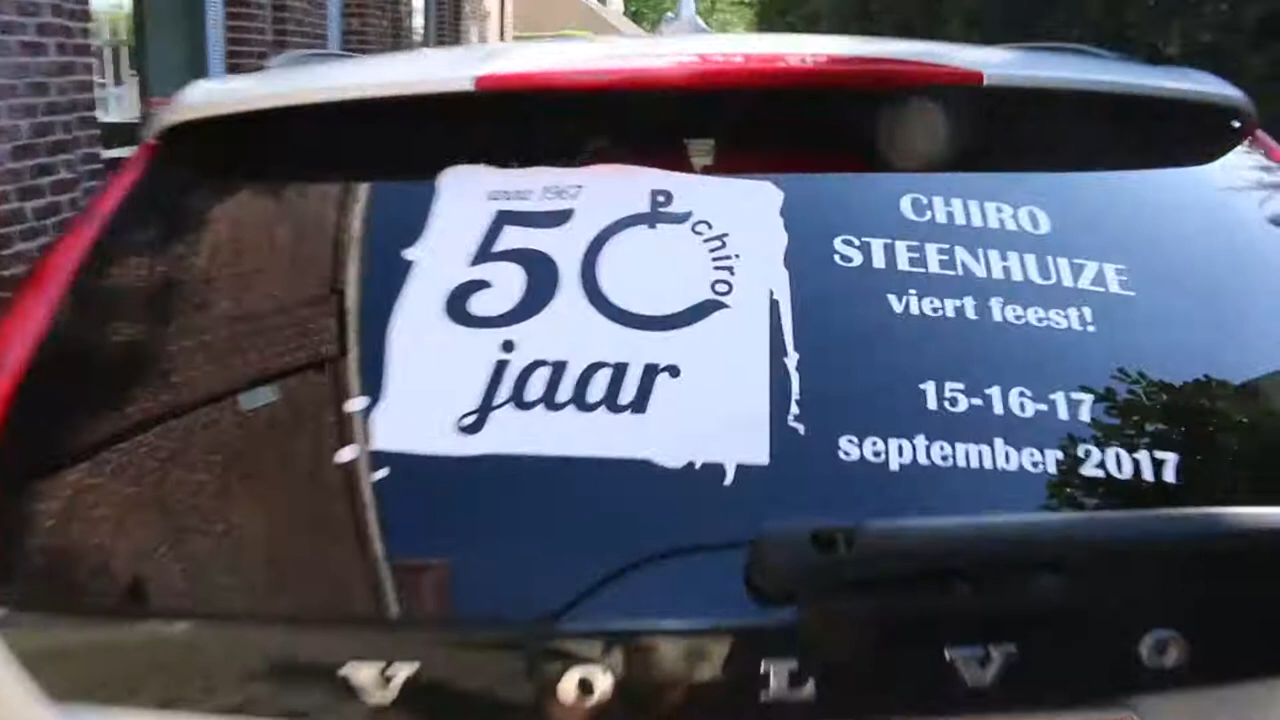 sinds 1967
50
chiro
jaar
CHIRO
STEENHUIZE
viert feest!
15-16-17
september 2017
VOLVO